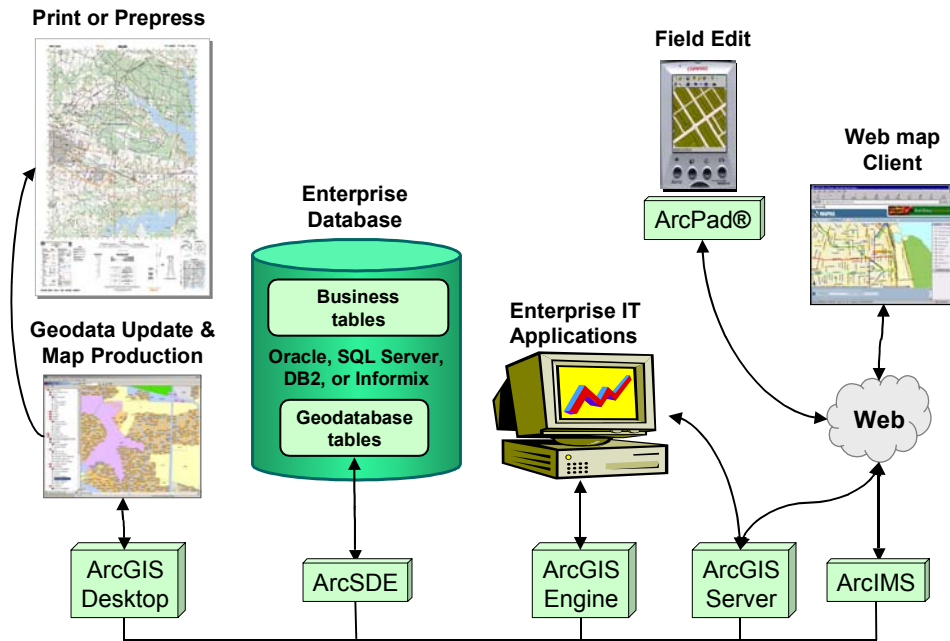 Print or Prepress
Field Edit
Web map
Client
Enterprise
Database
ArcPad®
Business
tables
Enterprise IT
Applications
Geodata Update &
Map Production
Oracle, SQL Server,
DB2, or Informix
Geodatabase
tables
Web
ArcGIS
Desktop
ArcSDE
ArcGIS
Engine
ArcGIS
Server
ArcIMS